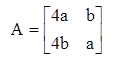 A = [4a b
4b a]